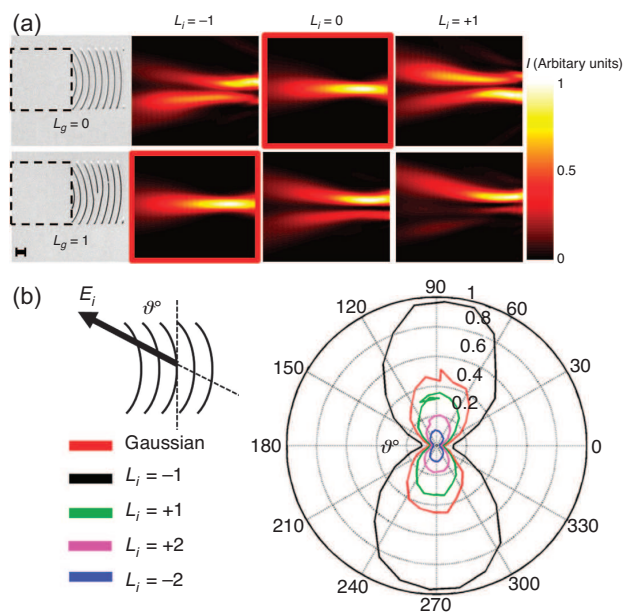 (a)
L_i = −1
L_i = 0
L_i = +1
I (Arbitary units)
1
0.5
0
L_g = 0
L_g = 1
(b)
E_i
ϑ°
Gaussian
L_i = −1
L_i = +1
L_i = +2
L_i = −2
90
1
120
60
0.8
0.6
150
30
0.4
0.2
180
ϑ°
0
210
330
240
300
270